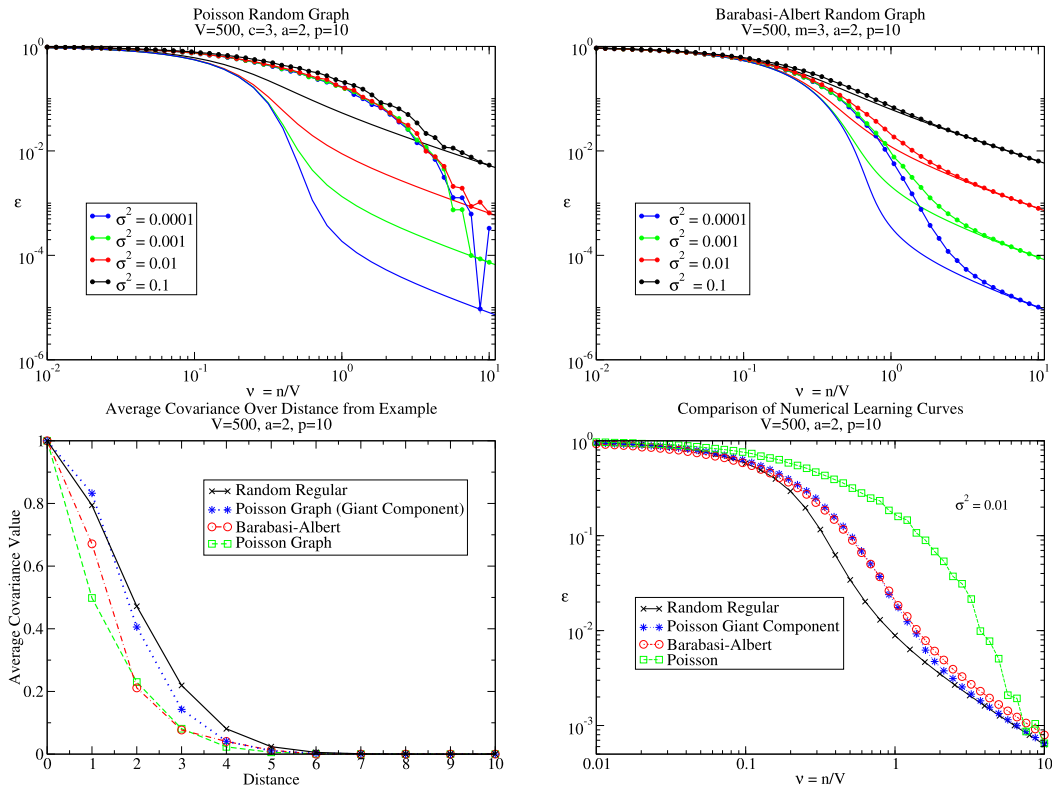 Poisson Random Graph
V=500, c=3, a=2, p=10
10^0
10^-2
ε
10^-4
10^-6
σ^2 = 0.0001
σ^2 = 0.001
σ^2 = 0.01
σ^2 = 0.1
10^-2
10^-1
10^0
10^1
ν = n/V
Barabasi-Albert Random Graph
V=500, m=3, a=2, p=10
10^0
10^-2
ε
10^-4
10^-6
σ^2 = 0.0001
σ^2 = 0.001
σ^2 = 0.01
σ^2 = 0.1
10^-2
10^-1
10^0
10^1
ν = n/V
Average Covariance Over Distance from Example
V=500, a=2, p=10
Average Covariance Value
1
0.8
0.6
0.4
0.2
0
Random Regular
Poisson Graph (Giant Component)
Barabasi-Albert
Poisson Graph
0 1 2 3 4 5 6 7 8 9 10
Distance
Comparison of Numerical Learning Curves
V=500, a=2, p=10
10^0
10^-1
ε
10^-2
10^-3
σ^2 = 0.01
Random Regular
Poisson Giant Component
Barabasi-Albert
Poisson
0.01 0.1 1 10
ν = n/V